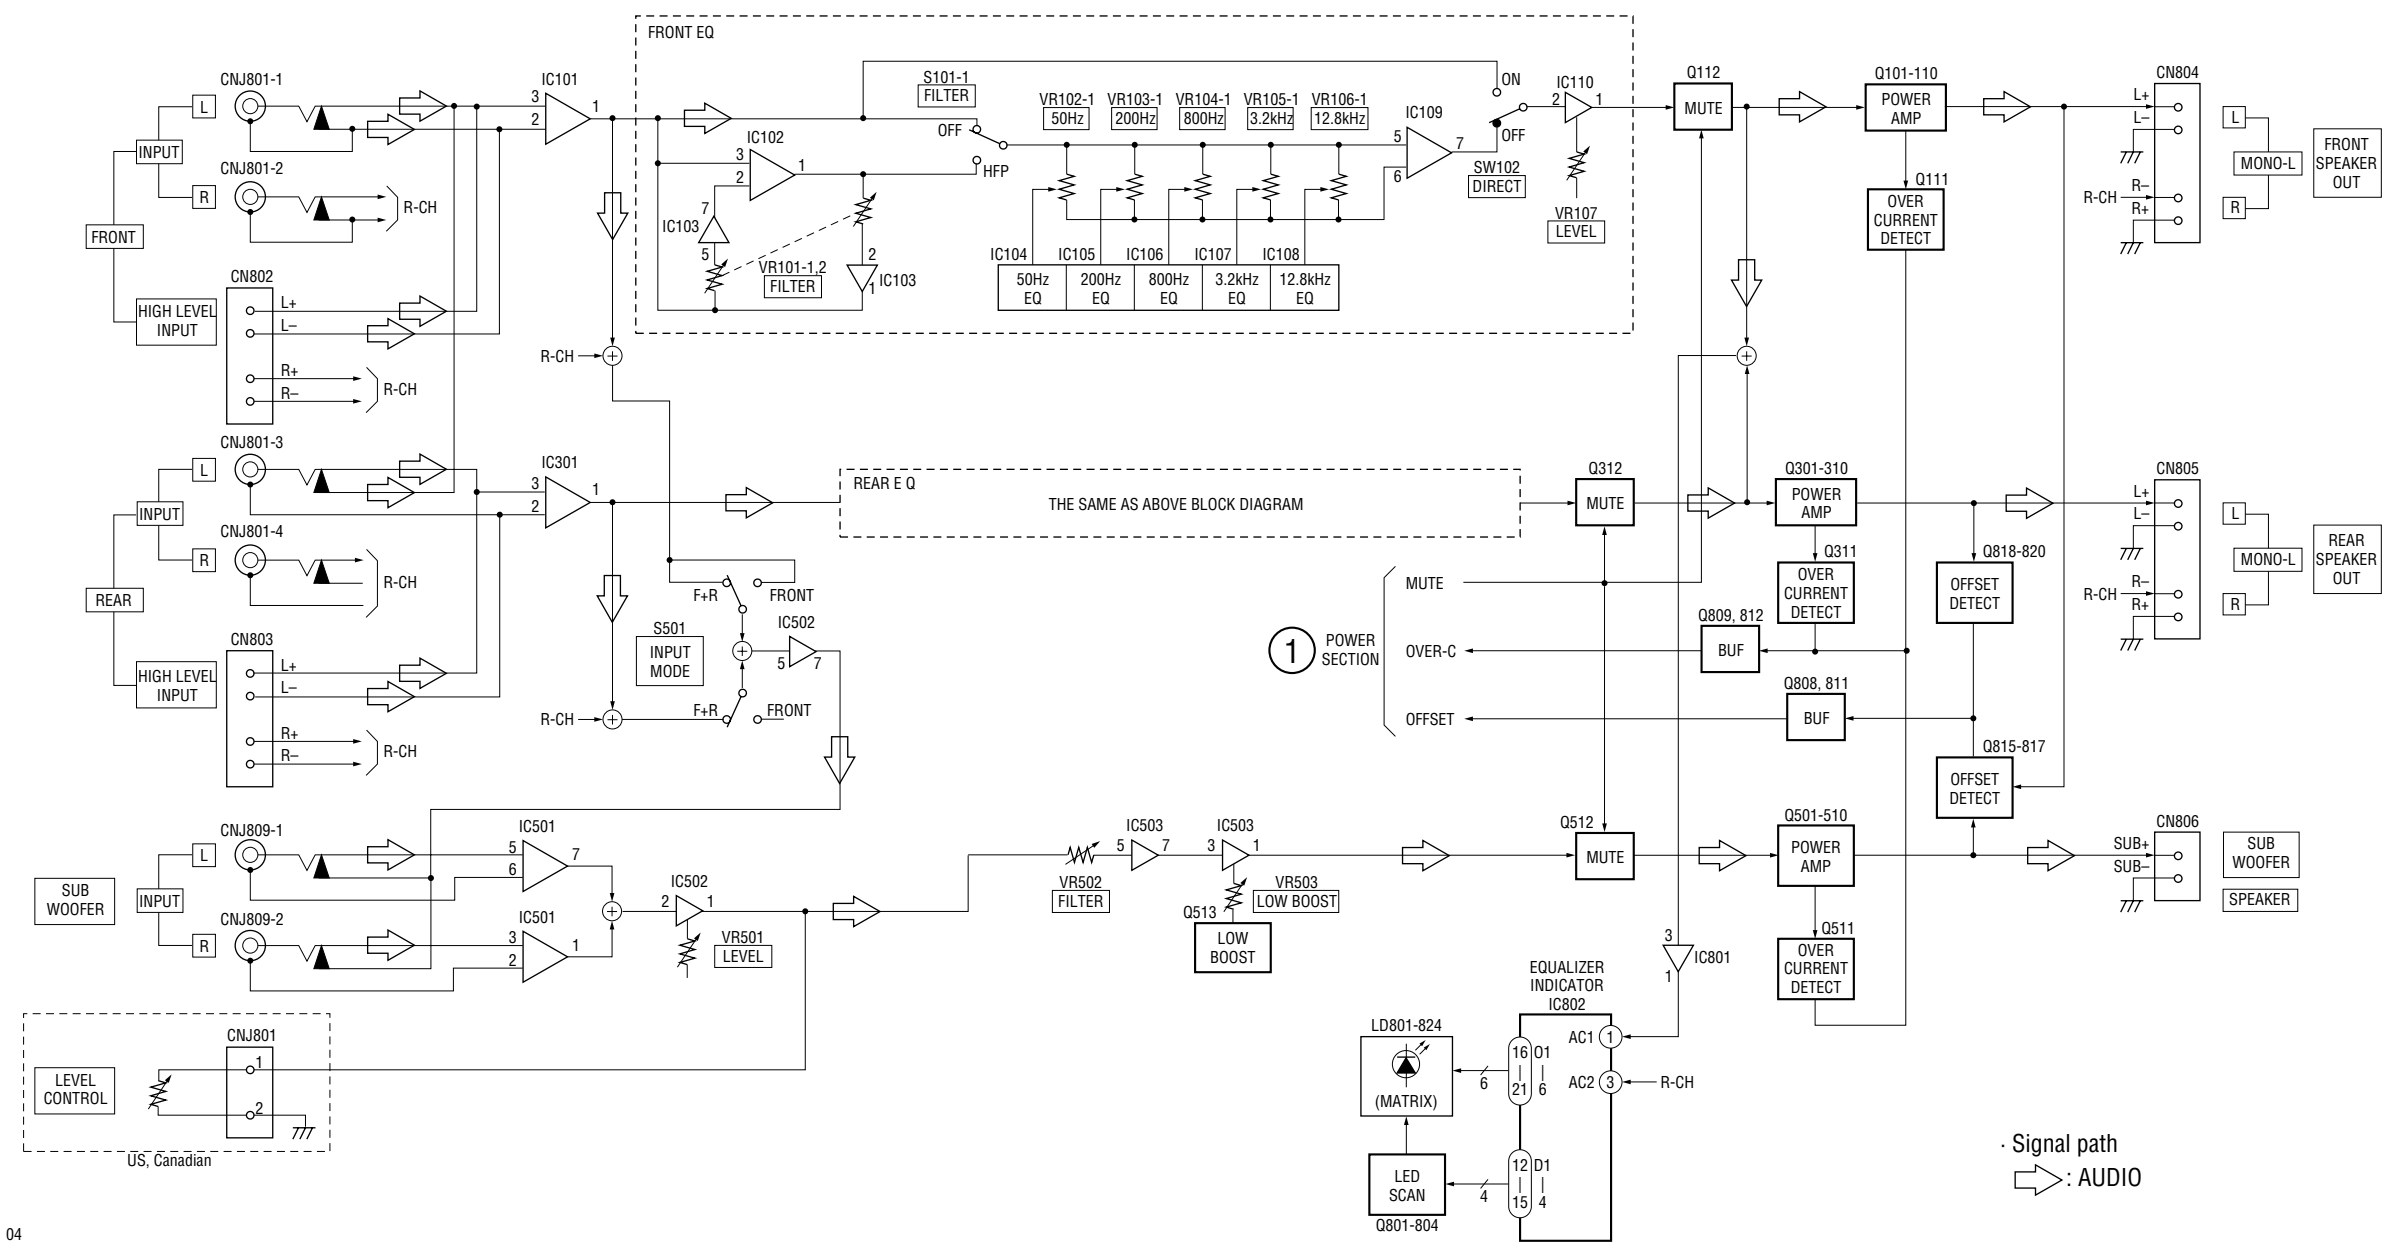 FRONT EQ
CNJ801-1
L
INPUT
CNJ801-2
R
R-CH
FRONT
CN802
HIGH LEVEL
INPUT
L+
L–
R+
R–
R-CH
IC101
3
2
1
S101-1
FILTER
OFF
HFP
IC102
3
2
1
7
IC103
5
VR101-1,2
FILTER
2
IC103
1
VR102-1
50Hz
VR103-1
200Hz
VR104-1
800Hz
VR105-1
3.2kHz
VR106-1
12.8kHz
IC104
IC105
IC106
IC107
IC108
50Hz
EQ
200Hz
EQ
800Hz
EQ
3.2kHz
EQ
12.8kHz
EQ
IC109
5
6
7
ON
OFF
SW102
DIRECT
IC110
2
1
VR107
LEVEL
Q112
MUTE
Q101-110
POWER
AMP
Q111
OVER
CURRENT
DETECT
CN804
L+
L–
R-CH
R–
R+
L
MONO-L
R
FRONT
SPEAKER
OUT
R-CH
CNJ801-3
L
INPUT
CNJ801-4
R
R-CH
REAR
CN803
HIGH LEVEL
INPUT
L+
L–
R+
R–
R-CH
IC301
3
2
1
REAR E Q
THE SAME AS ABOVE BLOCK DIAGRAM
Q312
MUTE
Q301-310
POWER
AMP
Q311
OVER
CURRENT
DETECT
Q818-820
OFFSET
DETECT
CN805
L+
L–
R-CH
R–
R+
L
MONO-L
R
REAR
SPEAKER
OUT
F+R
FRONT
S501
INPUT
MODE
IC502
5
7
R-CH
F+R
FRONT
1
POWER
SECTION
MUTE
OVER-C
OFFSET
Q809, 812
BUF
Q808, 811
BUF
Q815-817
OFFSET
DETECT
CNJ809-1
L
SUB
WOOFER
INPUT
CNJ809-2
R
IC501
5
6
7
IC501
3
2
1
IC502
2
1
VR501
LEVEL
VR502
FILTER
IC503
5
7
IC503
3
1
VR503
LOW BOOST
Q513
LOW
BOOST
Q512
MUTE
Q501-510
POWER
AMP
Q511
OVER
CURRENT
DETECT
CN806
SUB+
SUB–
SUB
WOOFER
SPEAKER
LEVEL
CONTROL
CNJ801
1
2
US, Canadian
3
IC801
1
EQUALIZER
INDICATOR
IC802
AC1
1
AC2
3
R-CH
LD801-824
(MATRIX)
6
16 O1
21 6
LED
SCAN
Q801-804
4
12 D1
15 4
· Signal path
: AUDIO
04